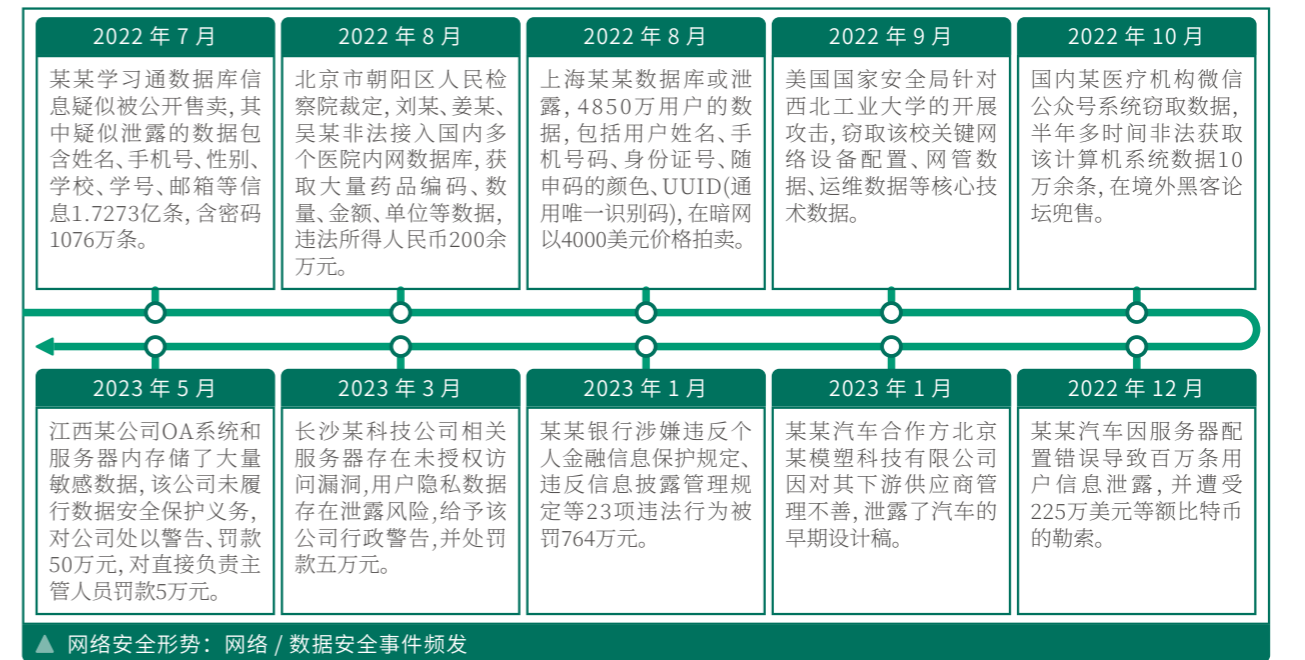 2022 年 7 月
某某学习通数据库信
息疑似被公开售卖, 其
中疑似泄露的数据包
含姓名、手机号、性别、
学校、学号、邮箱等信
息1.7273亿条, 含密码
1076万条。
2022 年 8 月
北京市朝阳区人民检
察院裁定, 刘某、姜某、
吴某非法接入国内多
个医院内网数据库, 获
取大量药品编码、数
量、金额、单位等数据,
违法所得人民币200余
万元。
2022 年 8 月
上海某某数据库或泄
露, 4850万用户的数
据, 包括用户姓名、手
机号码、身份证号、随
申码的颜色、UUID(通
用唯一识别码), 在暗网
以4000美元价格拍卖。
2022 年 9 月
美国国家安全局针对
西北工业大学的开展
攻击, 窃取该校关键网
络设备配置、网管数
据、运维数据等核心技
术数据。
2022 年 10 月
国内某医疗机构微信
公众号系统窃取数据,
半年多时间非法获取
该计算机系统数据10
万余条, 在境外黑客论
坛兜售。
2022 年 12 月
某某汽车因服务器配
置错误导致百万条用
户信息泄露, 并遭受
225万美元等额比特币
的勒索。
2023 年 1 月
某某汽车合作方北京
某模塑科技有限公司
因对其下游供应商管
理不善, 泄露了汽车的
早期设计稿。
2023 年 1 月
某某银行涉嫌违反个
人金融信息保护规定、
违反信息披露管理规
定等23项违法行为被
罚764万元。
2023 年 3 月
长沙某科技公司相关
服务器存在未授权访
问漏洞,用户隐私数据
存在泄露风险,给予该
公司行政警告,并处罚
款五万元。
2023 年 5 月
江西某公司OA系统和
服务器内存储了大量
敏感数据, 该公司未履
行数据安全保护义务,
对公司处以警告、罚款
50万元, 对直接负责主
管人员罚款5万元。
网络安全形势：网络 / 数据安全事件频发